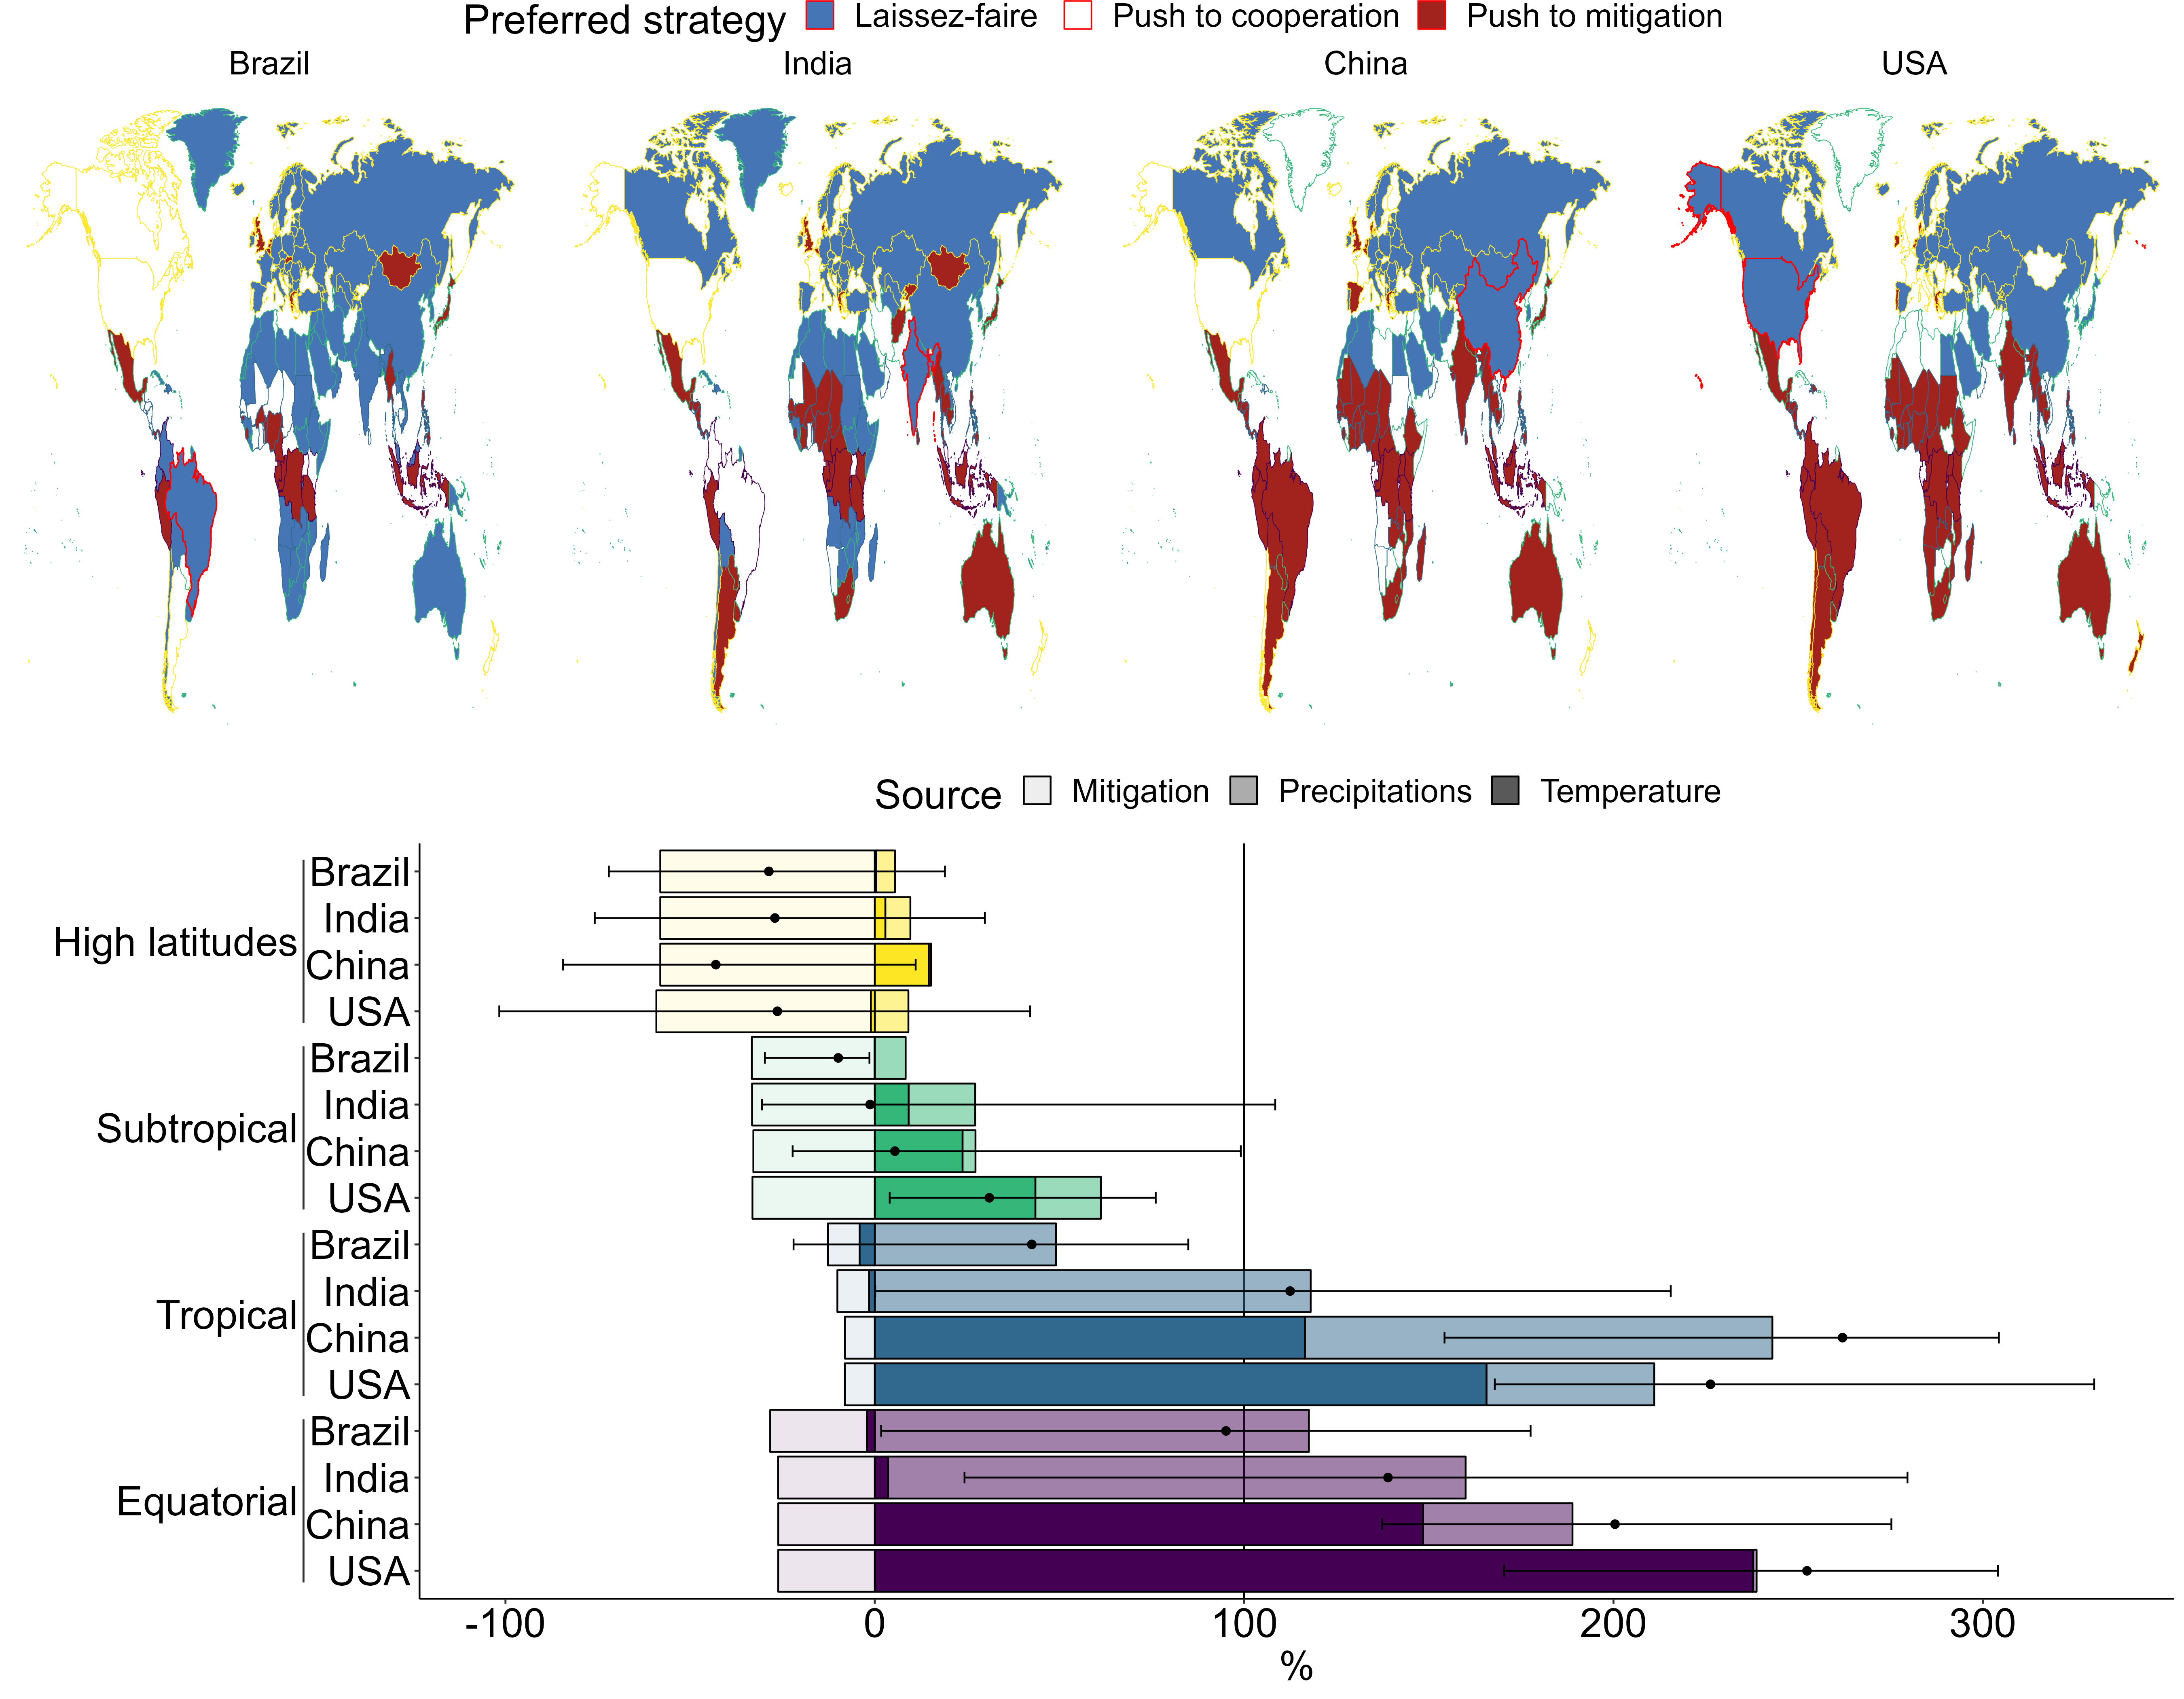 Preferred strategy Laissez-faire Push to cooperation Push to mitigation
Brazil India China USA
Source Mitigation Precipitations Temperature
High latitudes
Brazil
India
China
USA
Subtropical
Brazil
India
China
USA
Tropical
Brazil
India
China
USA
Equatorial
Brazil
India
China
USA
-100 0 100 200 300
%